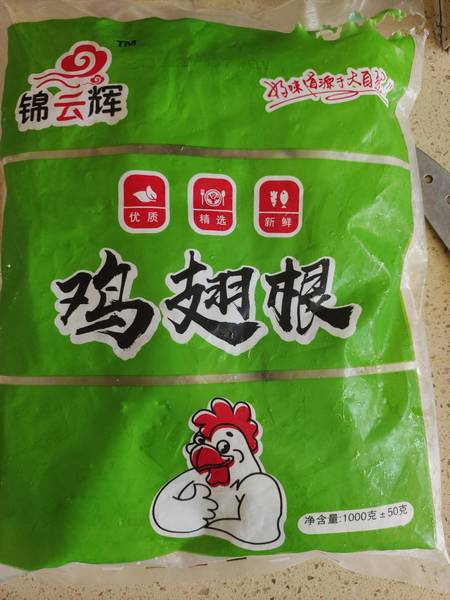 TM
锦云辉
好味道源于大自然
优质
精选
新鲜
鸡翅根
净含量:1000克±50克